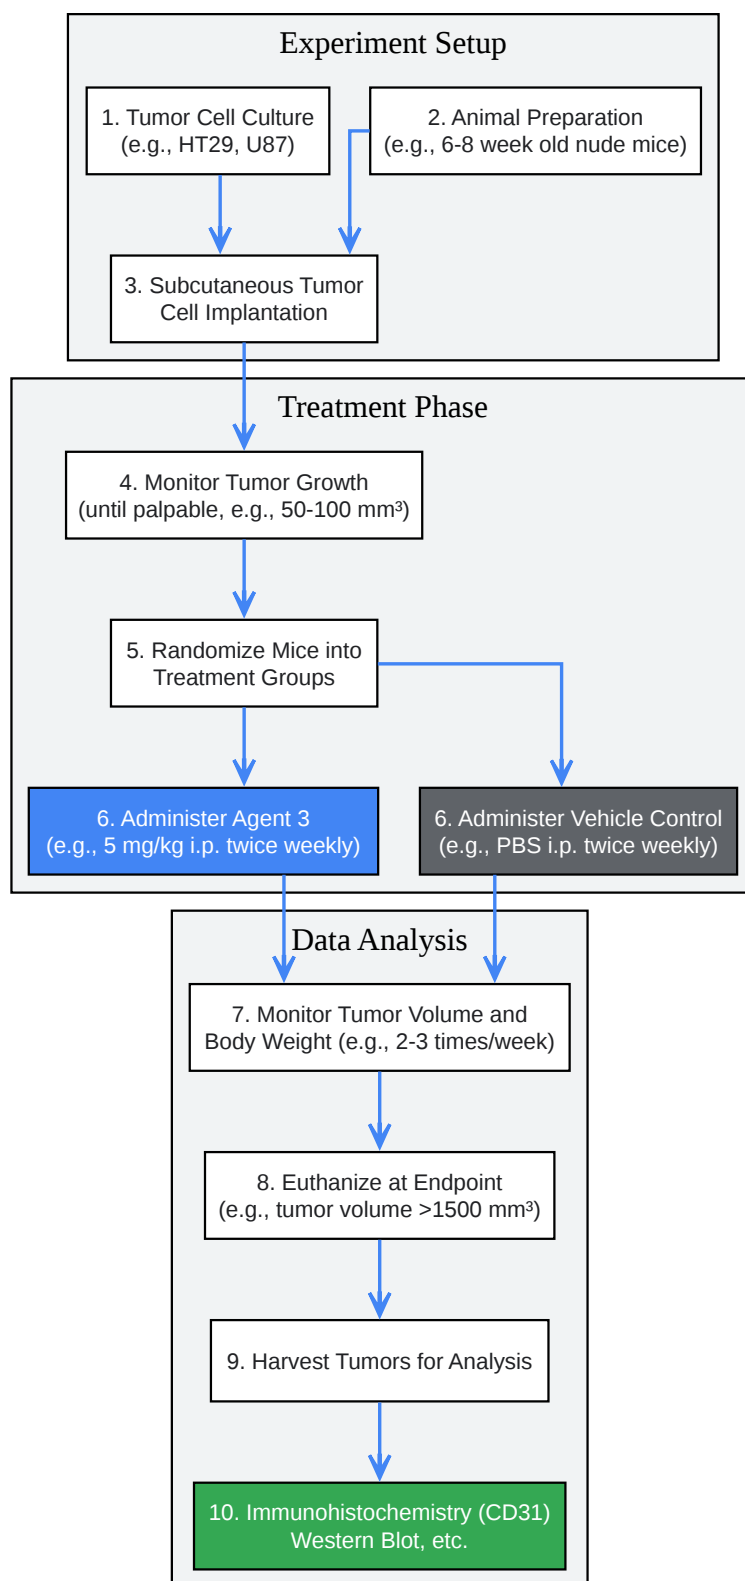 Experiment Setup
1. Tumor Cell Culture
(e.g., HT29, U87)
2. Animal Preparation
(e.g., 6-8 week old nude mice)
3. Subcutaneous Tumor
Cell Implantation
Treatment Phase
4. Monitor Tumor Growth
(until palpable, e.g., 50-100 mm³)
5. Randomize Mice into
Treatment Groups
6. Administer Agent 3
(e.g., 5 mg/kg i.p. twice weekly)
6. Administer Vehicle Control
(e.g., PBS i.p. twice weekly)
Data Analysis
7. Monitor Tumor Volume and
Body Weight (e.g., 2-3 times/week)
8. Euthanize at Endpoint
(e.g., tumor volume >1500 mm³)
9. Harvest Tumors for Analysis
10. Immunohistochemistry (CD31)
Western Blot, etc.